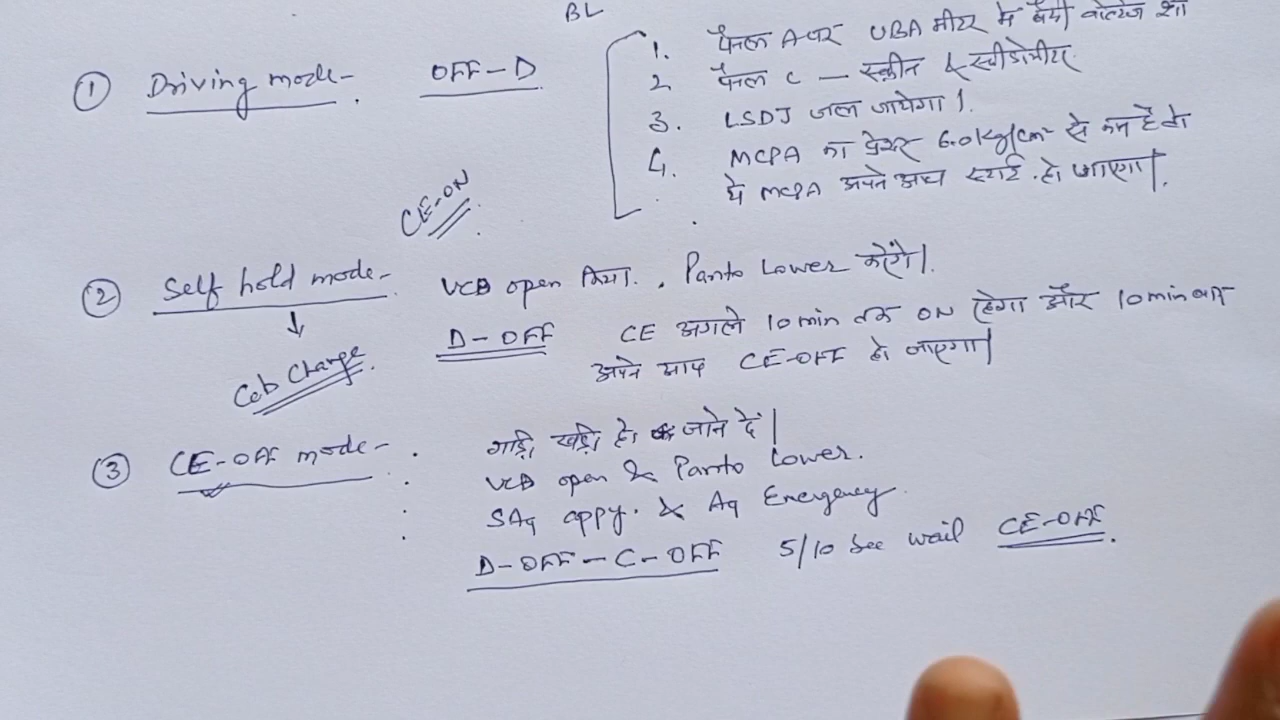 BL
① Driving mode- OFF-D
1. पैनल A पर UBA मीटर में बैट्री वोल्टेज शो
2 पैनल C — स्क्रीन & स्पीडोमीटर
3. LSDJ जल जायेगा।
4. MCPA का प्रेशर 6.0kg/cm² से कम है तो
ये MCPA अपने आप स्टार्ट हो जाएगा।
CE-ON
② Self hold mode- VCB open किया. Panto Lower करेंगे।
D-OFF CE अगले 10 min तक ON रहेगा और 10 min बाद
अपने आप CE-OFF हो जाएगा।
Cab Change
③ CE-OFF mode- गाड़ी खड़ी हो जाने दें।
VCB open & Panto Lower.
SA9 appy. & A9 Emergency
D-OFF-C-OFF 5/10 Sec wait CE-OFF.